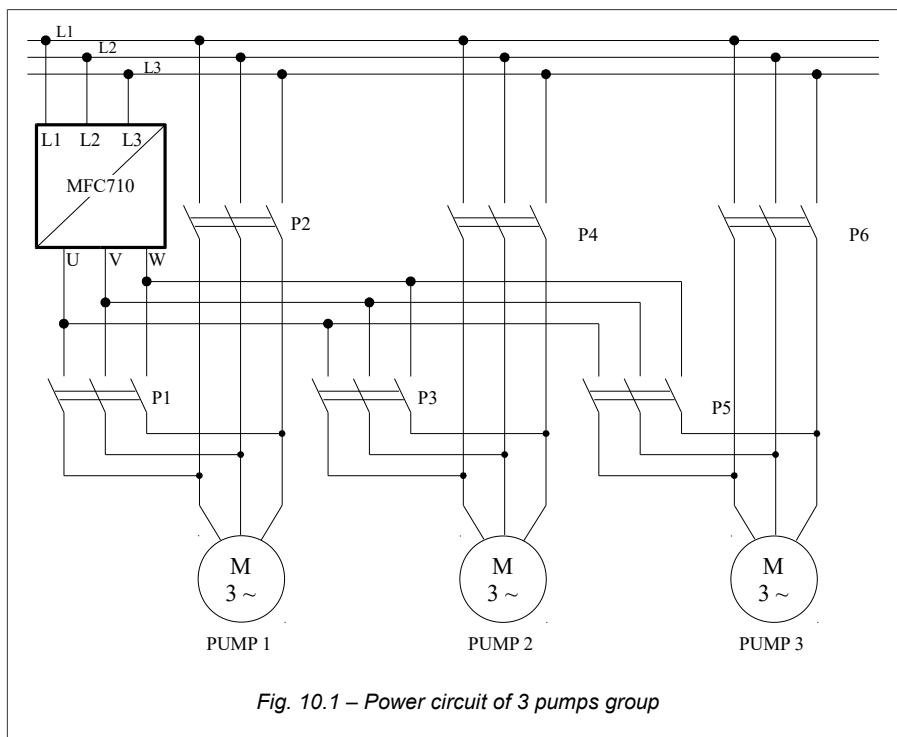 L1
L2
L3
L1 L2 L3
MFC710
P2
P4
P6
U V W
P1
P3
P5
M
3 ~
M
3 ~
M
3 ~
PUMP 1
PUMP 2
PUMP 3
Fig. 10.1 – Power circuit of 3 pumps group